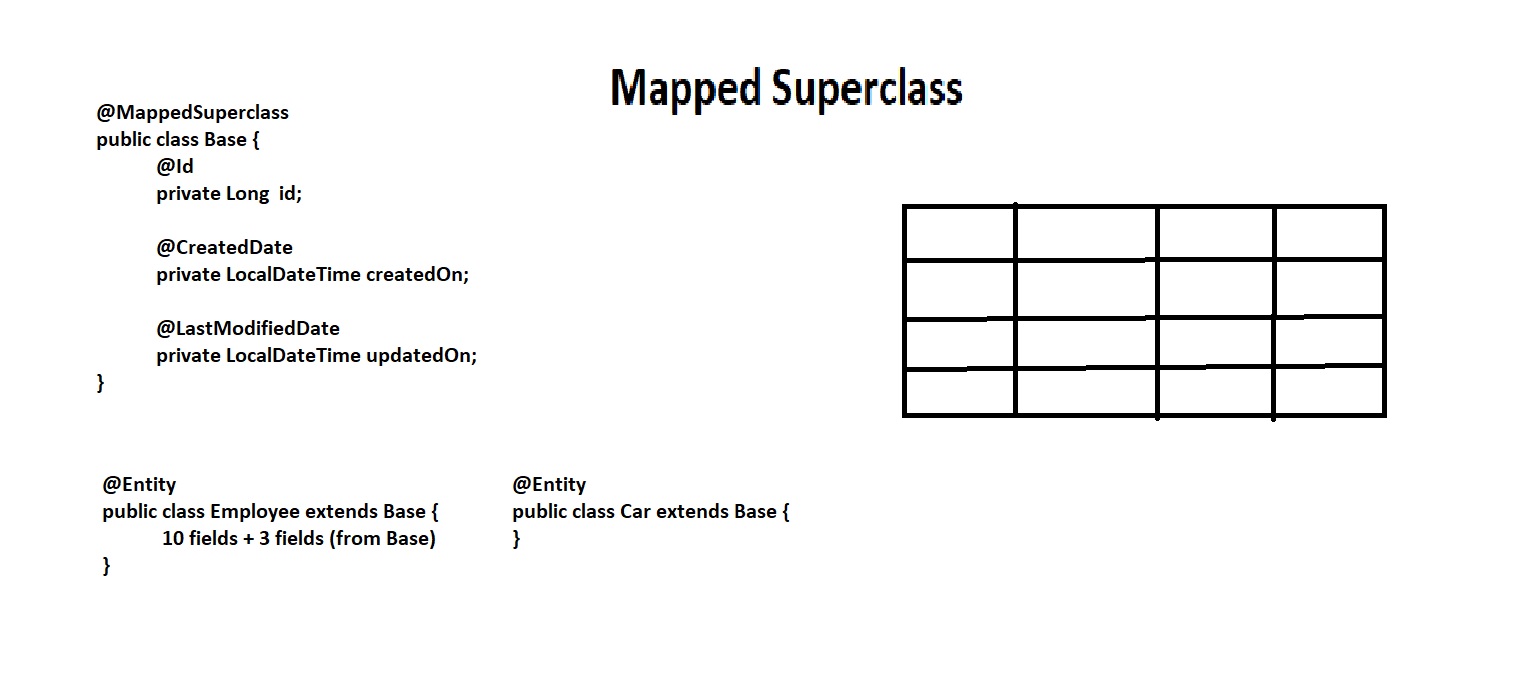 Mapped Superclass
@MappedSuperclass
public class Base {
@Id
private Long  id;
@CreatedDate
private LocalDateTime createdOn;
@LastModifiedDate
private LocalDateTime updatedOn;
}
@Entity
public class Employee extends Base {
10 fields + 3 fields (from Base)
}
@Entity
public class Car extends Base {
}